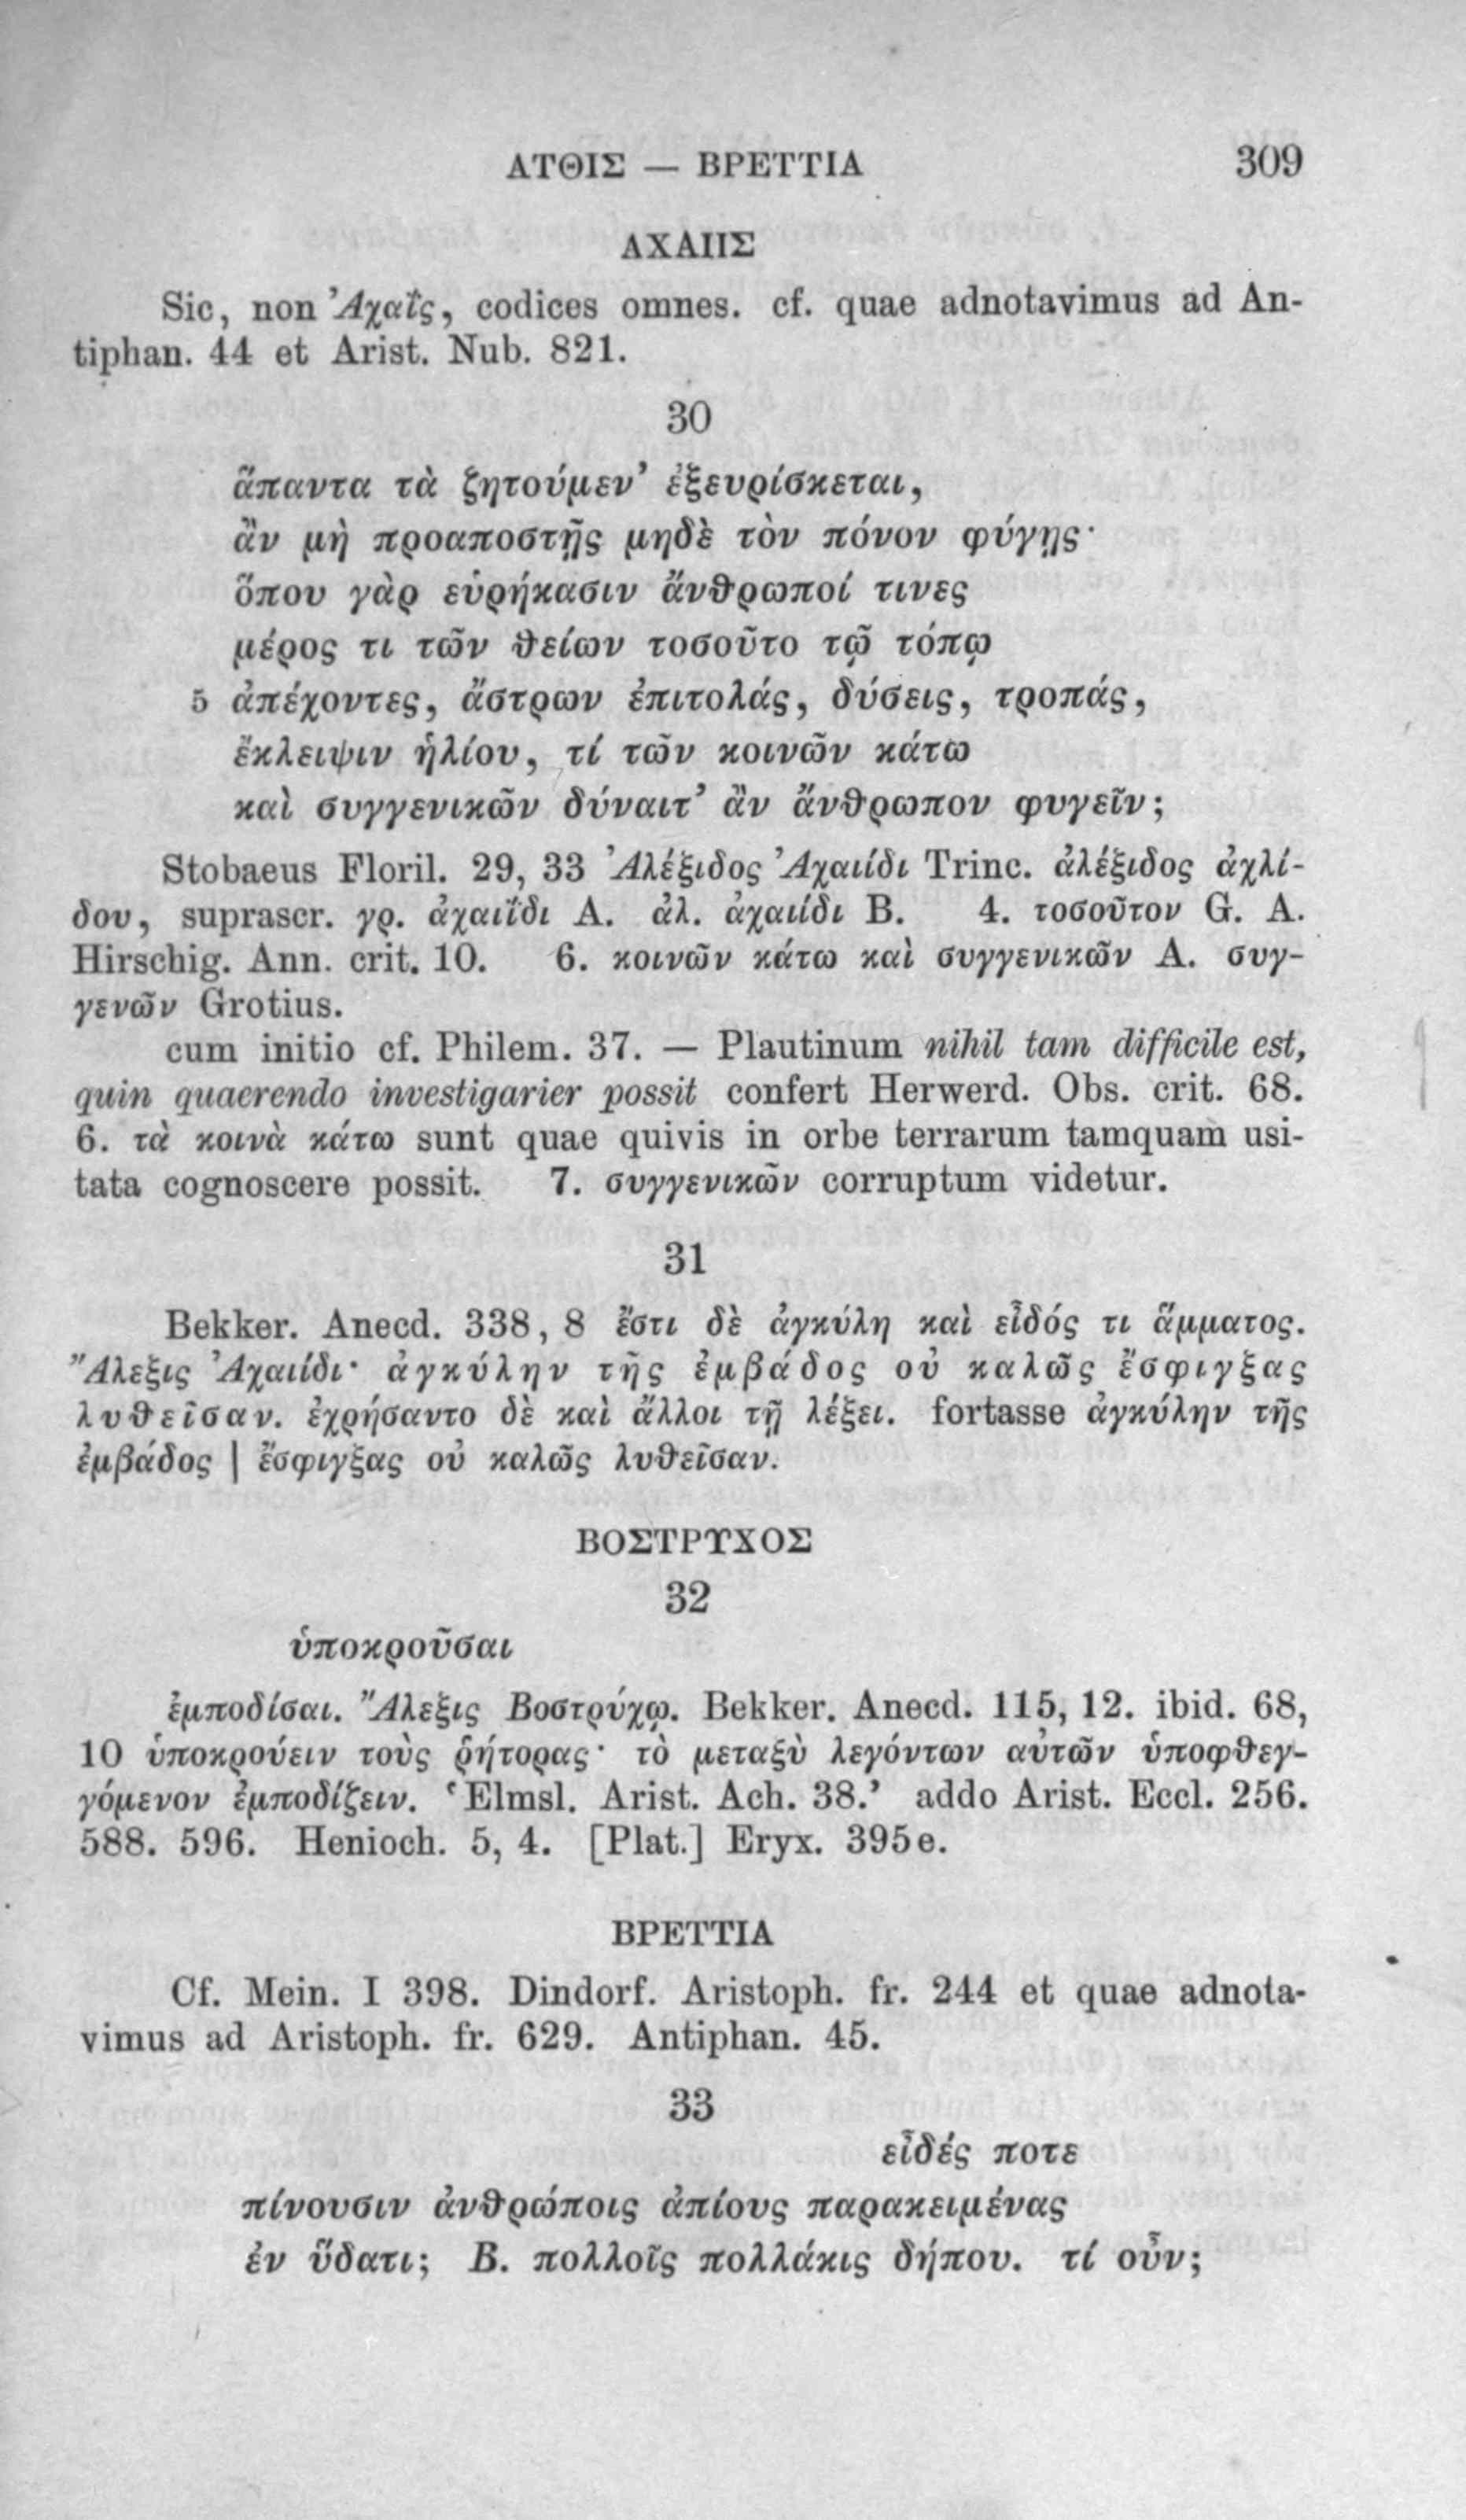 ΑΤΘΙΣ — ΒΡΕΤΤΙΑ 309
ΑΧΑΙΙΣ
Sic, non Ἀχαΐς, codices omnes. cf. quae adnotavimus ad An-
tiphan. 44 et Arist. Nub. 821.
30
ἅπαντα τὰ ζητούμεν’ ἐξευρίσκεται,
ἂν μὴ προαποστῇς μηδὲ τὸν πόνον φύγῃς·
ὅπου γὰρ εὑρήκασιν ἄνθρωποί τινες
μέρος τι τῶν θείων τοσοῦτο τῷ τόπῳ
5 ἀπέχοντες, ἄστρων ἐπιτολάς, δύσεις, τροπάς,
ἔκλειψιν ἡλίου, τί τῶν κοινῶν κάτω
καὶ συγγενικῶν δύναιτ’ ἂν ἄνθρωπον φυγεῖν;
Stobaeus Floril. 29, 33 Ἀλέξιδος Ἀχαιίδι Trinc. ἀλέξιδος ἀχλί-
δου, suprascr. γρ. ἀχαιΐδι A. ἀλ. ἀχαιίδι B. 4. τοσοῦτον G. A.
Hirschig. Ann. crit. 10. 6. κοινῶν κάτω καὶ συγγενικῶν A. συγ-
γενῶν Grotius.
cum initio cf. Philem. 37. — Plautinum nihil tam difficile est,
quin quaerendo investigarier possit confert Herwerd. Obs. crit. 68.
6. τὰ κοινὰ κάτω sunt quae quivis in orbe terrarum tamquam usi-
tata cognoscere possit. 7. συγγενικῶν corruptum videtur.
31
Bekker. Anecd. 338, 8 ἔστι δὲ ἀγκύλη καὶ εἶδός τι ἅμματος.
Ἄλεξις Ἀχαιίδι· ἀγκύλην τῆς ἐμβάδος οὐ καλῶς ἔσφιγξας
λυθεῖσαν. ἐχρήσαντο δὲ καὶ ἄλλοι τῇ λέξει. fortasse ἀγκύλην τῆς
ἐμβάδος | ἔσφιγξας οὐ καλῶς λυθεῖσαν.
ΒΟΣΤΡΥΧΟΣ
32
ὑποκροῦσαι
ἐμποδίσαι. Ἄλεξις Βοστρύχῳ. Bekker. Anecd. 115, 12. ibid. 68,
10 ὑποκρούειν τοὺς ῥήτορας· τὸ μεταξὺ λεγόντων αὐτῶν ὑποφθεγ-
γόμενον ἐμποδίζειν. ‘Elmsl. Arist. Ach. 38.’ addo Arist. Eccl. 256.
588. 596. Henioch. 5, 4. [Plat.] Eryx. 395e.
ΒΡΕΤΤΙΑ
Cf. Mein. I 398. Dindorf. Aristoph. fr. 244 et quae adnota-
vimus ad Aristoph. fr. 629. Antiphan. 45.
33
εἶδές ποτε
πίνουσιν ἀνθρώποις ἀπίους παρακειμένας
ἐν ὕδατι; B. πολλοῖς πολλάκις δήπου. τί οὖν;